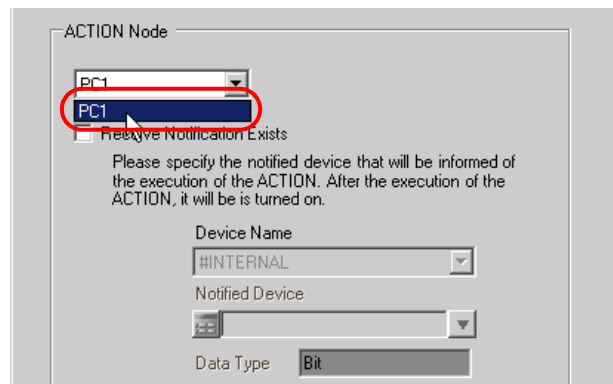 ACTION Node
PC1
PC1
Receive Notification Exists
Please specify the notified device that will be informed of
the execution of the ACTION. After the execution of the
ACTION, it will be is turned on.
Device Name
#INTERNAL
Notified Device
Data Type Bit